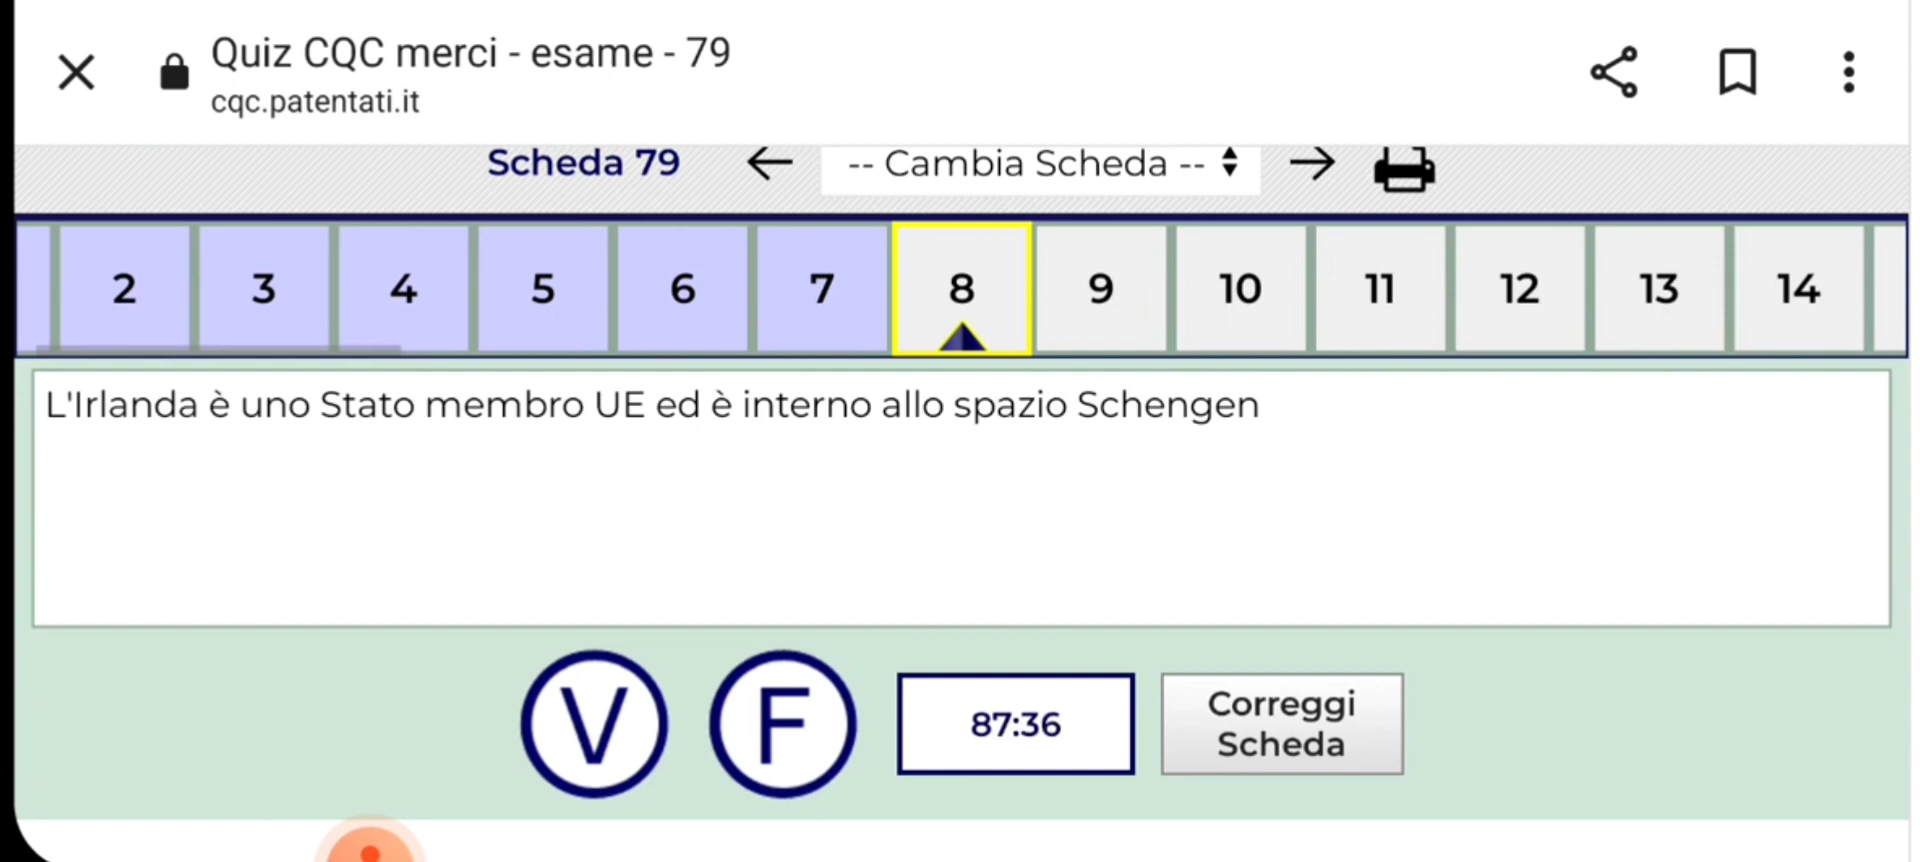 Quiz CQC merci - esame - 79
cqc.patentati.it
Scheda 79
-- Cambia Scheda --
2 3 4 5 6 7 8 9 10 11 12 13 14
L'Irlanda è uno Stato membro UE ed è interno allo spazio Schengen
V F 87:36 Correggi
Scheda